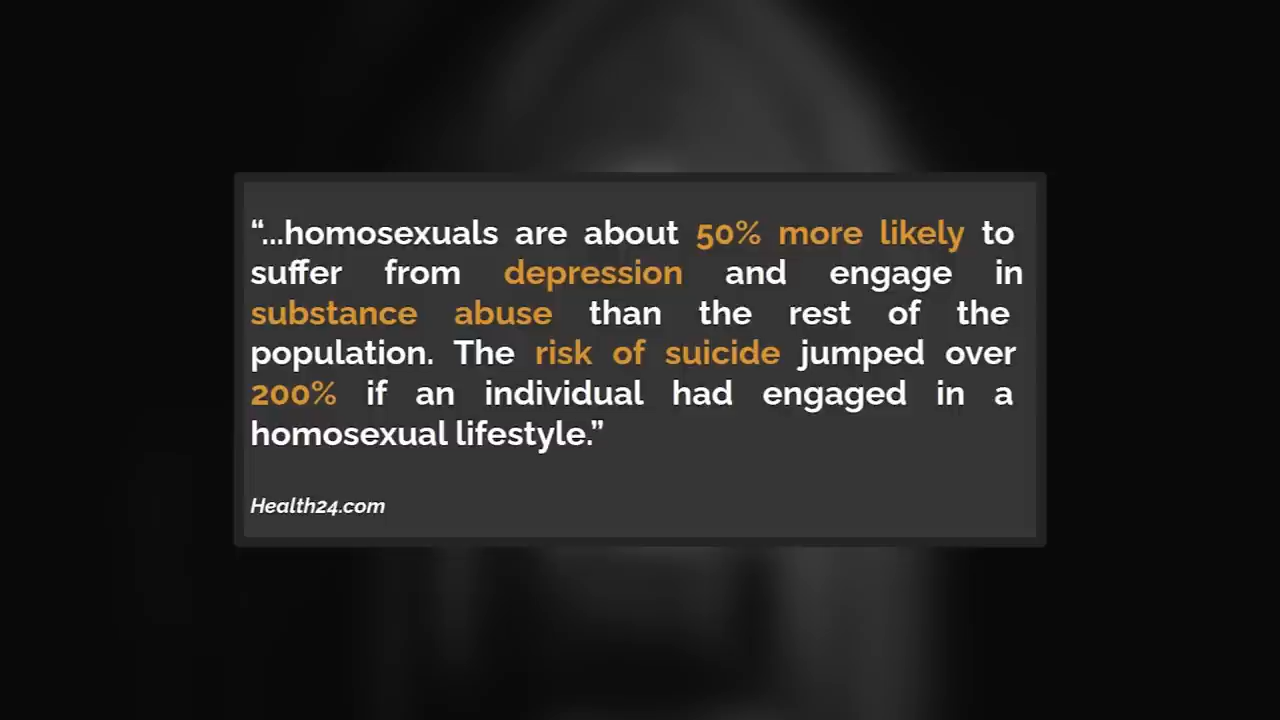 “...homosexuals are about 50% more likely to
suffer from depression and engage in
substance abuse than the rest of the
population. The risk of suicide jumped over
200% if an individual had engaged in a
homosexual lifestyle.”
Health24.com